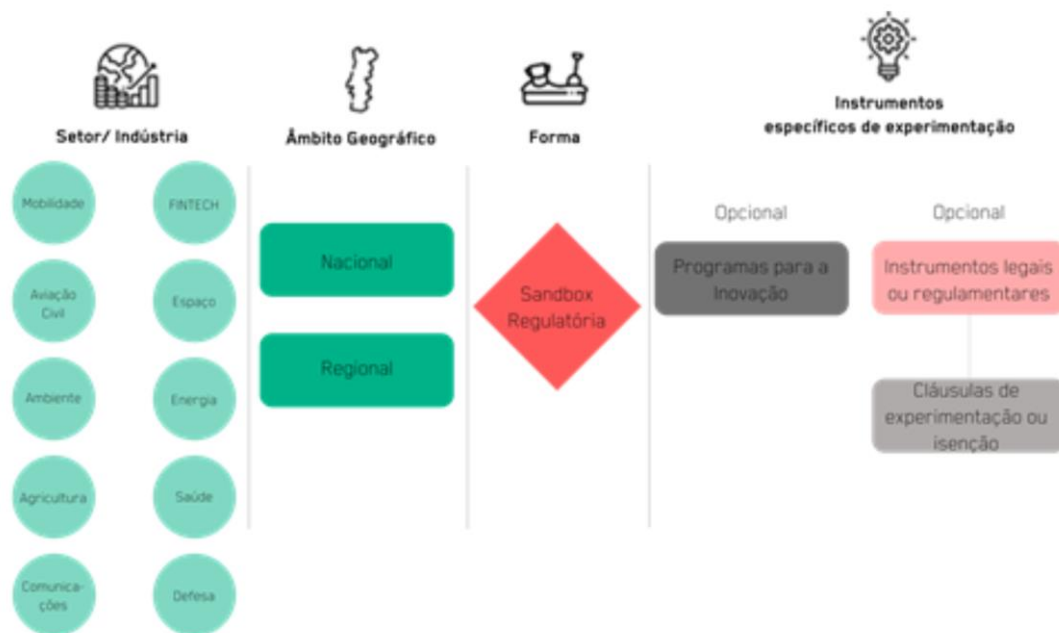 Setor/ Indústria
Âmbito Geográfico
Forma
Instrumentos
específicos de experimentação
Mobilidade
FINTECH
Aviação
Civil
Espaço
Ambiente
Energia
Agricultura
Saúde
Comunica-
ções
Defesa
Nacional
Regional
Sandbox
Regulatória
Opcional
Programas para a
Inovação
Opcional
Instrumentos legais
ou regulamentares
Cláusulas de
experimentação ou
isenção